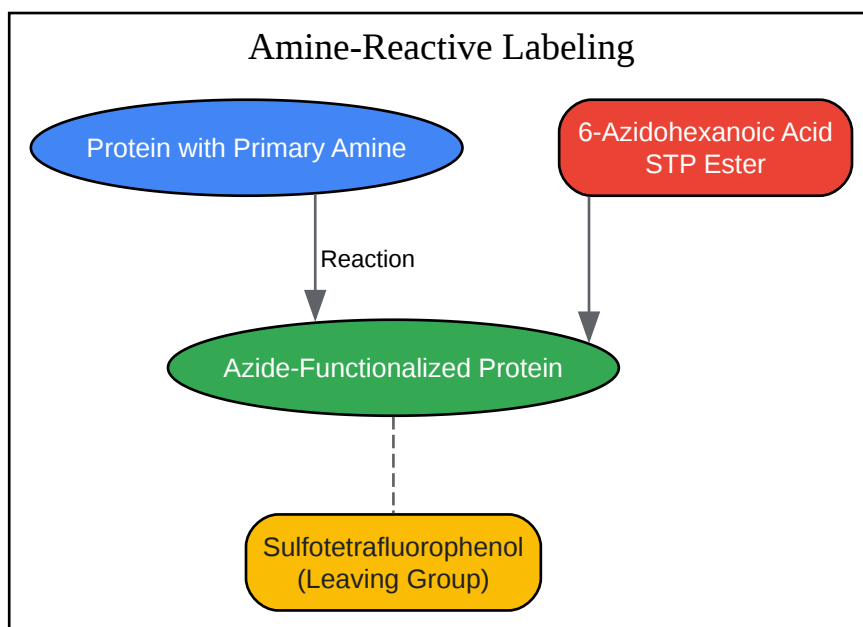 Amine-Reactive Labeling
Protein with Primary Amine
6-Azidohexanoic Acid
STP Ester
Reaction
Azide-Functionalized Protein
Sulfotetrafluorophenol
(Leaving Group)